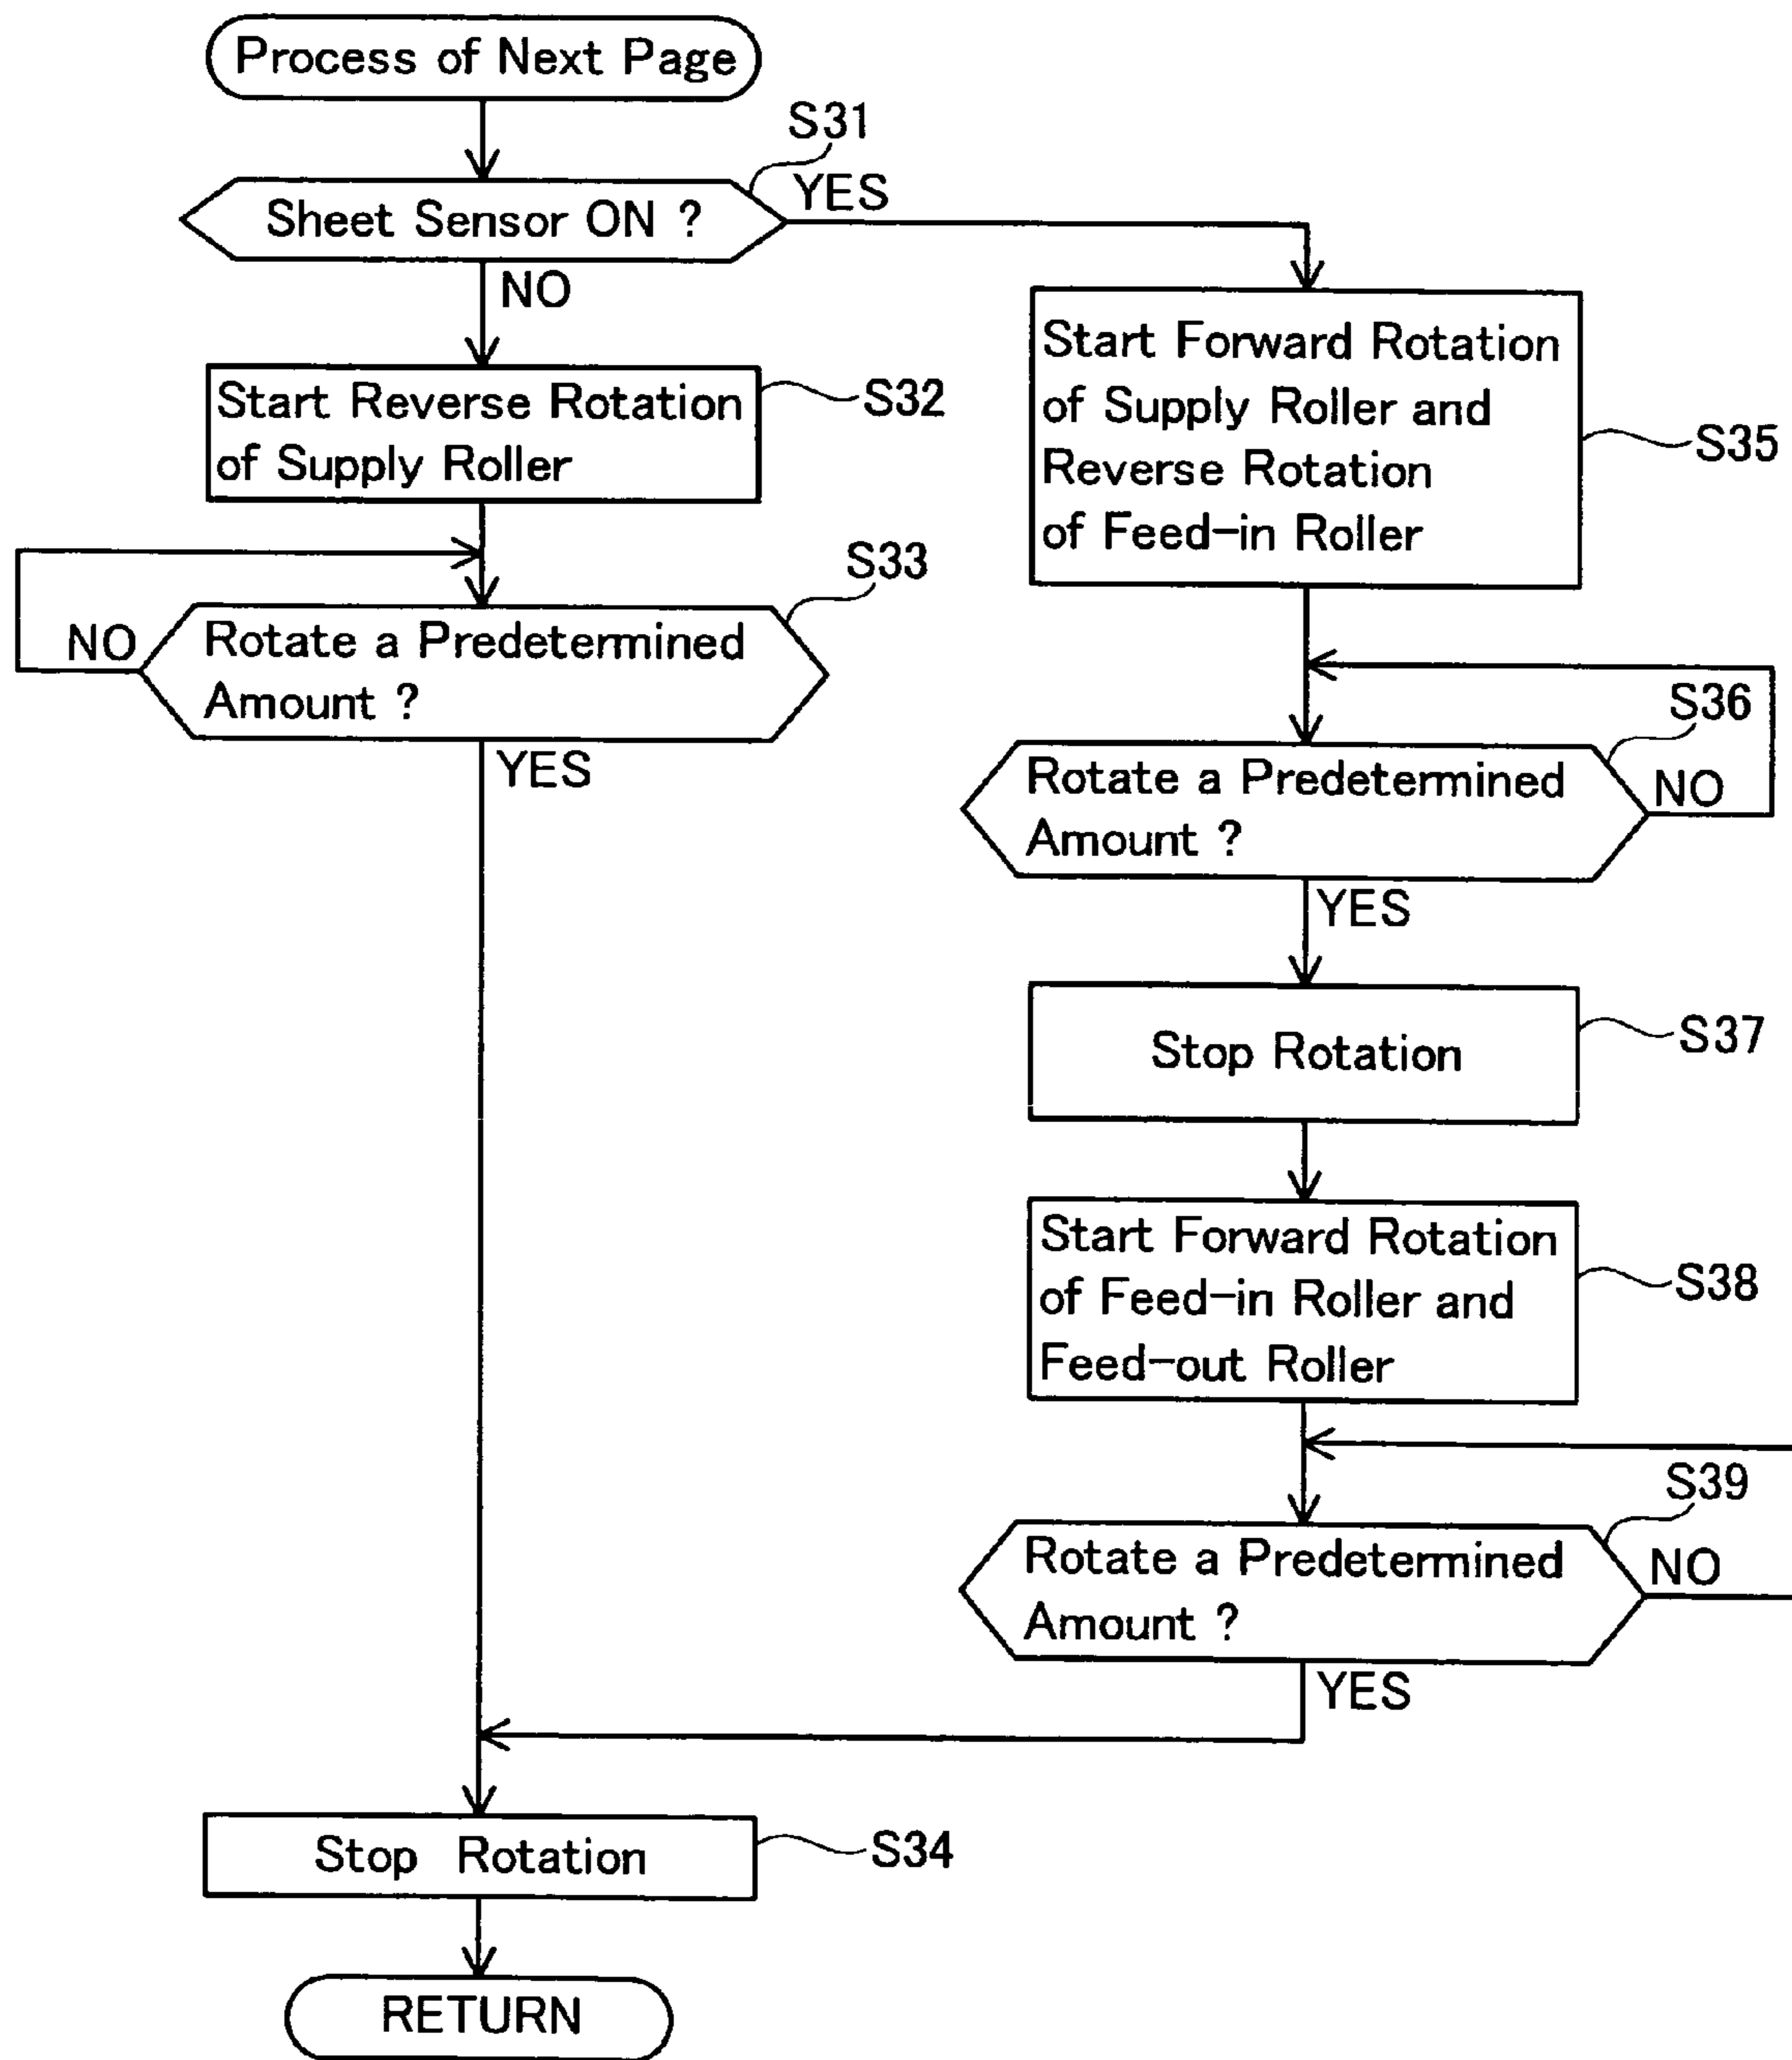 Process of Next Page
S31
Sheet Sensor ON ?
YES
NO
Start Reverse Rotation
of Supply Roller
S32
S33
NO
Rotate a Predetermined
Amount ?
YES
Start Forward Rotation
of Supply Roller and
Reverse Rotation
of Feed-in Roller
S35
S36
Rotate a Predetermined
Amount ?
NO
YES
Stop Rotation
S37
Start Forward Rotation
of Feed-in Roller and
Feed-out Roller
S38
S39
Rotate a Predetermined
Amount ?
NO
YES
Stop Rotation
S34
RETURN